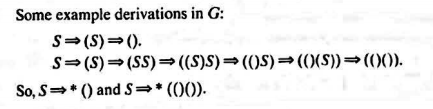 Some example derivations in G:
S⇒(S)⇒().
S⇒(S)⇒(SS)⇒((S)S)⇒(()S)⇒(()(S))⇒(()()).
So, S⇒* () and S⇒* (()()).